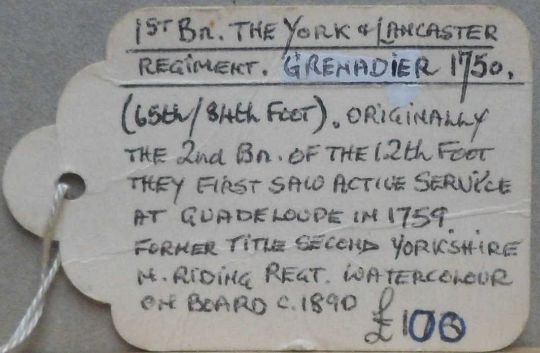 1ST BN. THE YORK & LANCASTER
REGIMENT. GRENADIER 1750.
(65th/84th FOOT). ORIGINALLY
THE 2nd BN. OF THE 12th FOOT
THEY FIRST SAW ACTIVE SERVICE
AT GUADELOUPE IN 1759
FORMER TITLE SECOND YORKSHIRE
N. RIDING REGT. WATERCOLOUR
ON BOARD C.1890
£100